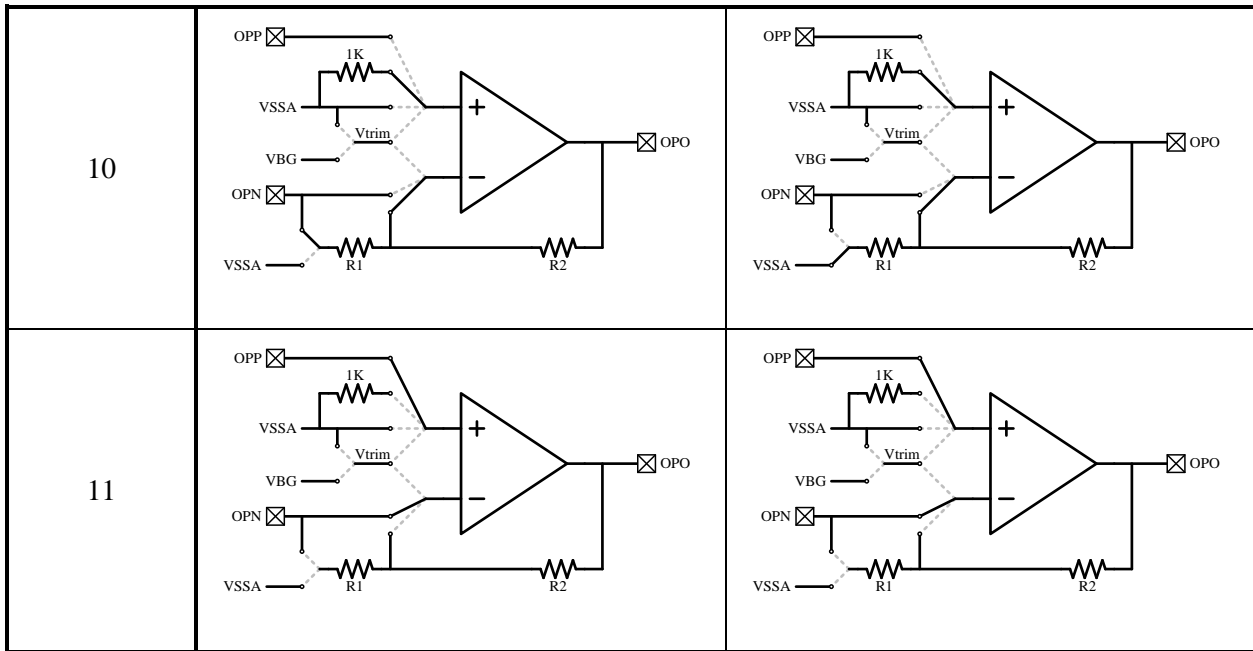 10
OPP
1K
VSSA
+
Vtrim
VBG
OPO
OPN
−
R1
R2
VSSA
OPP
1K
VSSA
+
Vtrim
VBG
OPO
OPN
−
R1
R2
VSSA
11
OPP
1K
VSSA
+
Vtrim
VBG
OPO
OPN
−
R1
R2
VSSA
OPP
1K
VSSA
+
Vtrim
VBG
OPO
OPN
−
R1
R2
VSSA